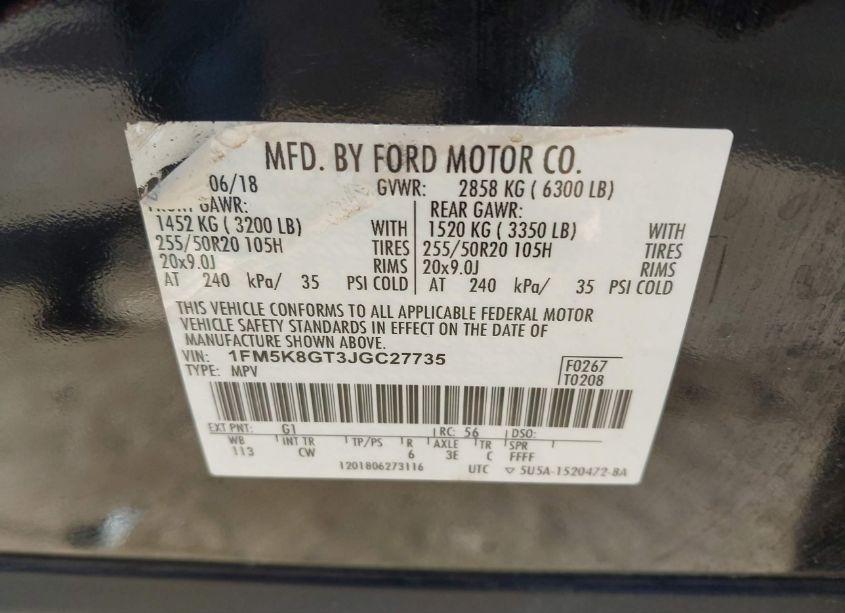 MFD. BY FORD MOTOR CO.
06/18 GVWR: 2858 KG ( 6300 LB)
FRONT GAWR: REAR GAWR:
1452 KG ( 3200 LB) WITH 1520 KG ( 3350 LB) WITH
255/50R20 105H TIRES 255/50R20 105H TIRES
20x9.0J RIMS 20x9.0J RIMS
AT 240 kPa/ 35 PSI COLD AT 240 kPa/ 35 PSI COLD
THIS VEHICLE CONFORMS TO ALL APPLICABLE FEDERAL MOTOR
VEHICLE SAFETY STANDARDS IN EFFECT ON THE DATE OF
MANUFACTURE SHOWN ABOVE.
VIN: 1FM5K8GT3JGC27735 F0267
TYPE: MPV T0208
EXT PNT: G1 RC: 56 DSO:
WB INT TR TP/PS R AXLE TR SPR
113 CW 6 3E C FFFF
1201806273116 UTC ▽ 5U5A-1520472-BA